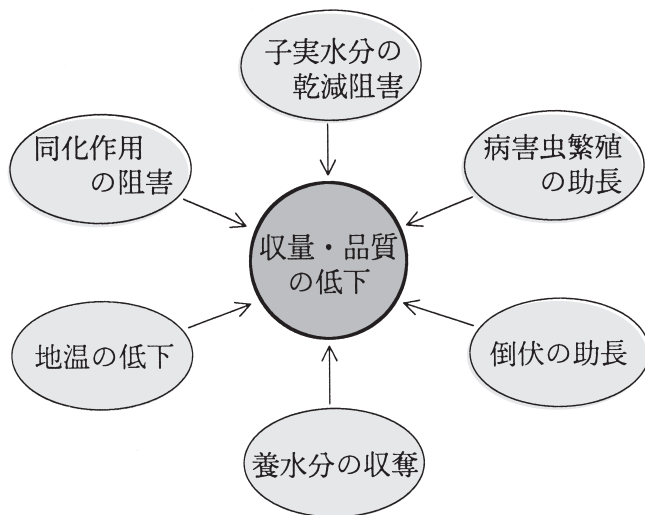 子実水分の
乾減阻害
同化作用
の阻害
病害虫繁殖
の助長
収量・品質
の低下
地温の低下
倒伏の助長
養水分の収奪